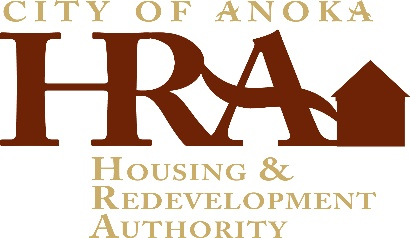 CITY OF ANOKA
HRA
HOUSING &
REDEVELOPMENT
AUTHORITY